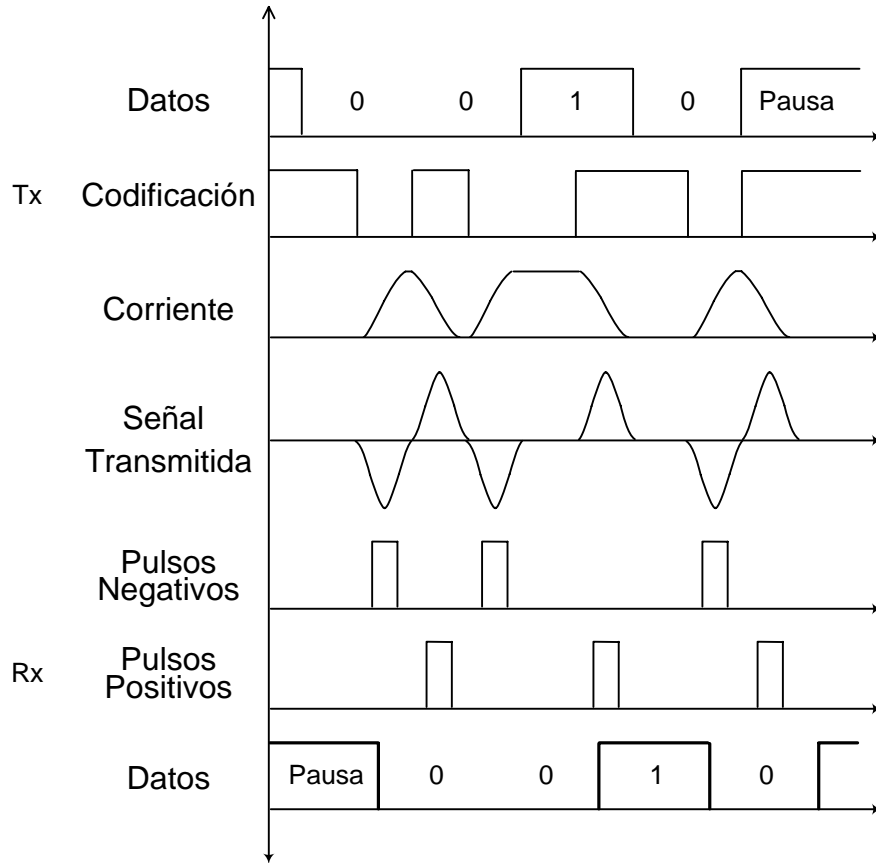 Datos
0
0
1
0
Pausa
Tx
Codificación
Corriente
Señal
Transmitida
Pulsos
Negativos
Rx
Pulsos
Positivos
Datos
Pausa
0
0
1
0